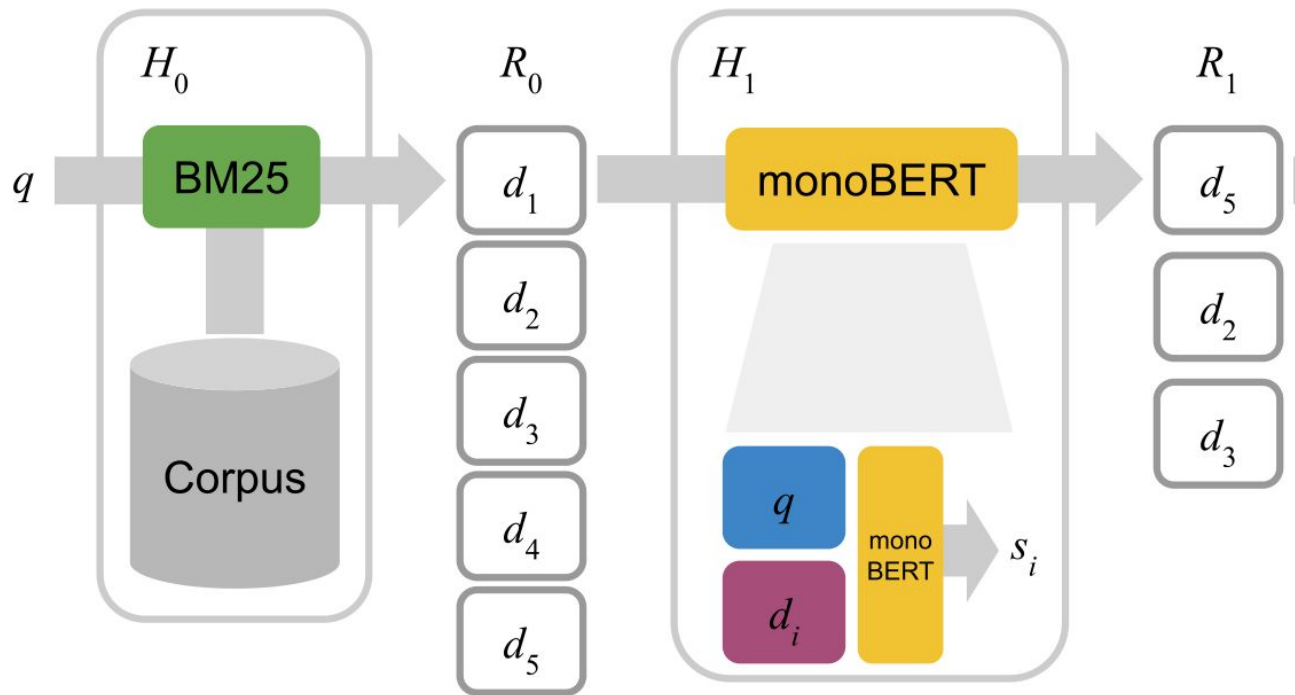 H₀
R₀
H₁
R₁
q
BM25
d₁
monoBERT
d₅
d₂
d₂
d₃
d₃
Corpus
d₄
d₅
q
dᵢ
mono
BERT
sᵢ